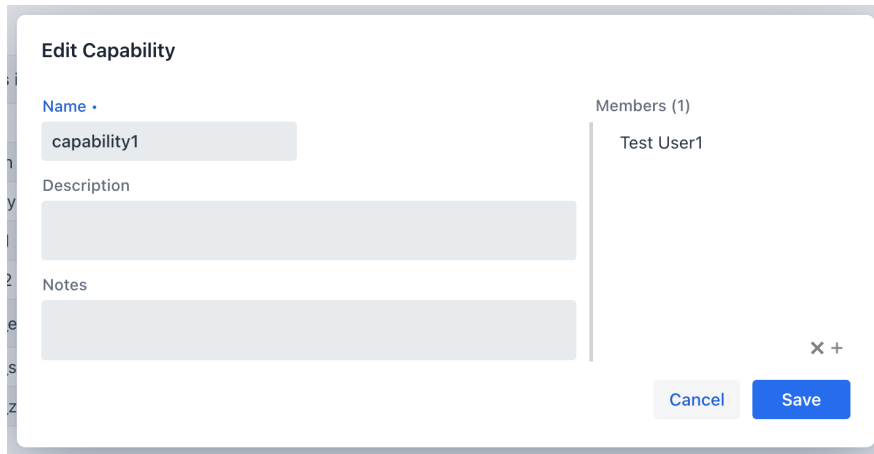 Edit Capability
Name •
capability1
Description
Notes
Members (1)
Test User1
Cancel
Save